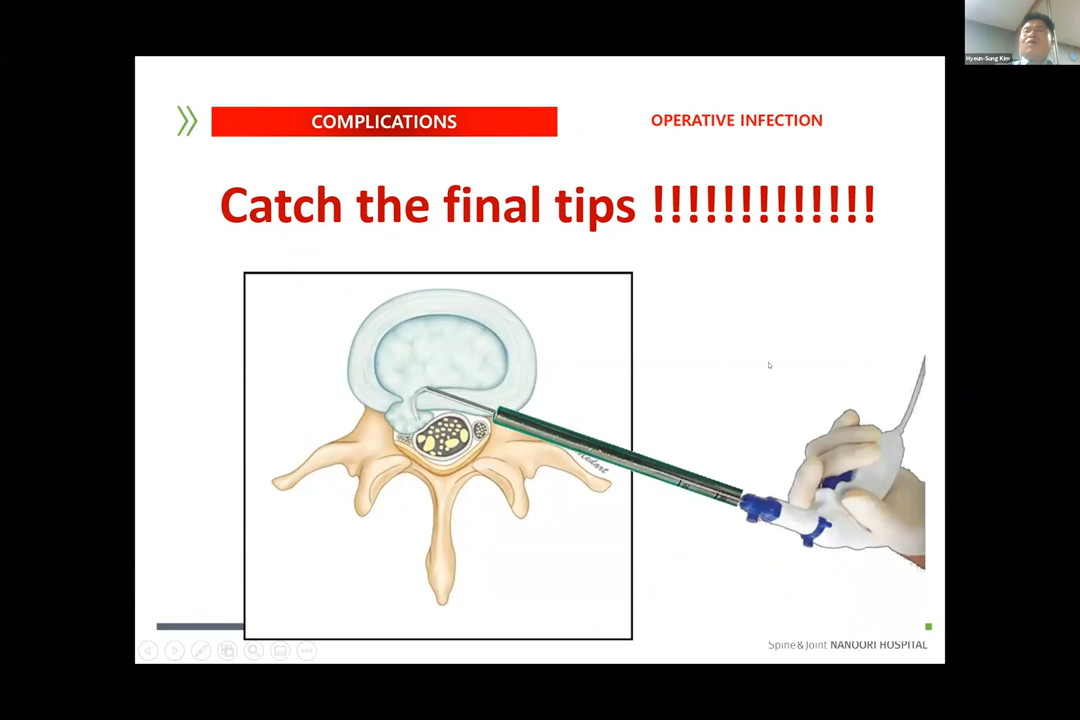 Hyeun-Sung Kim
COMPLICATIONS
OPERATIVE INFECTION
Catch the final tips !!!!!!!!!!!!!
Spine & Joint NANOORI HOSPITAL